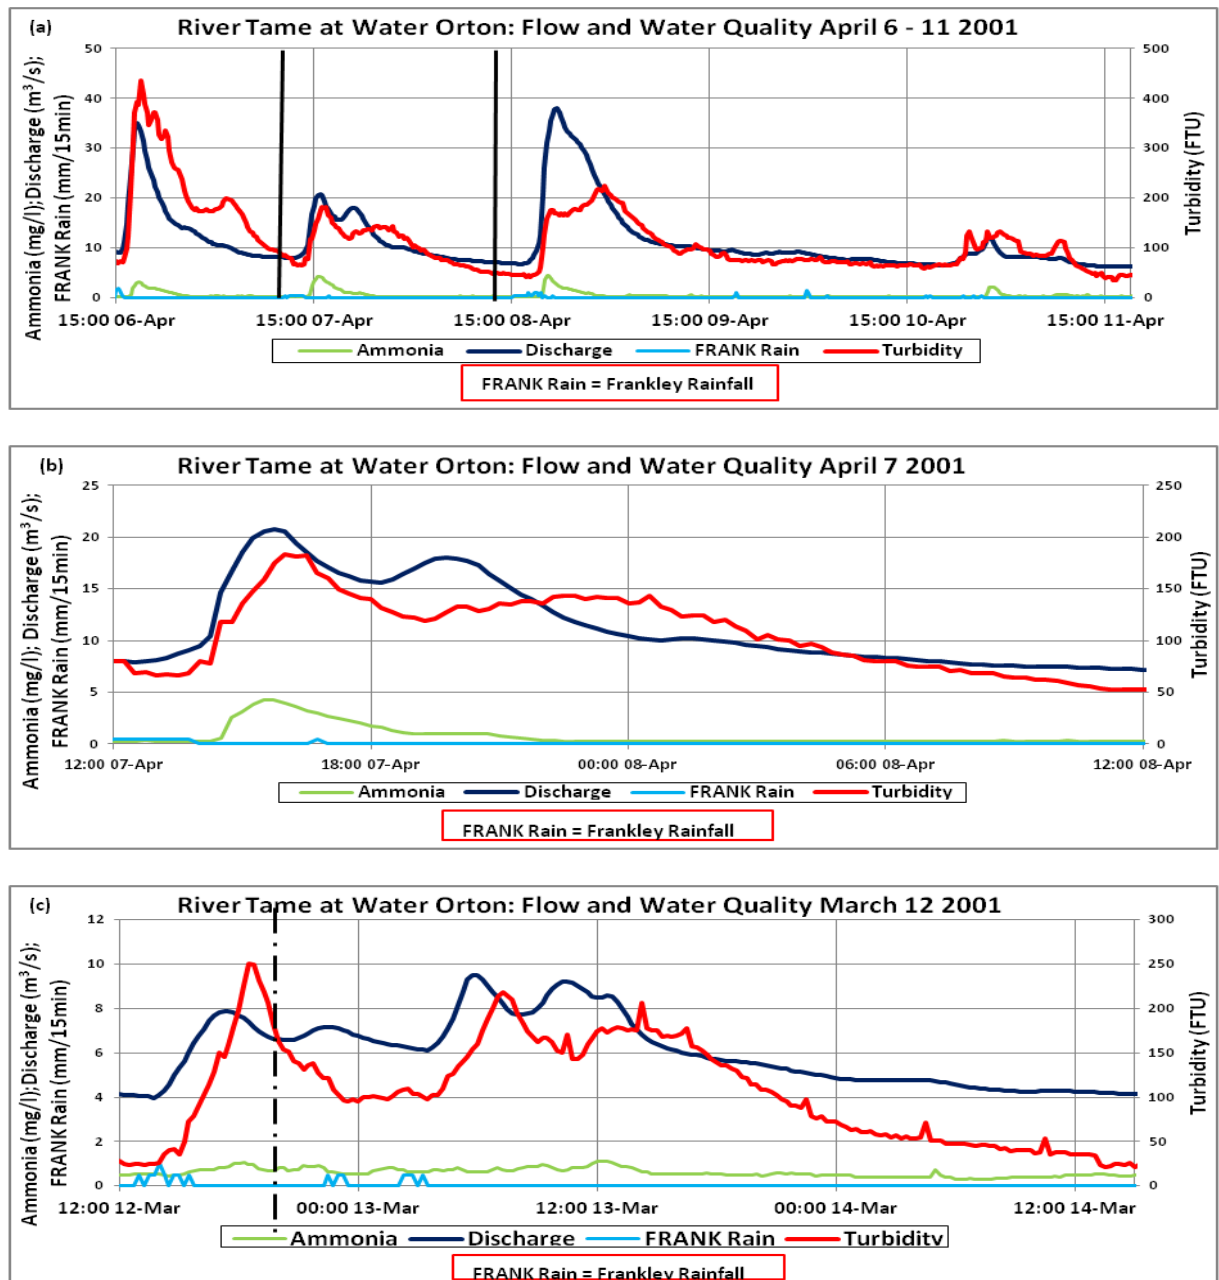 (a)
River Tame at Water Orton: Flow and Water Quality April 6 - 11 2001
Ammonia (mg/l);Discharge (m³/s);
FRANK Rain (mm/15min)
50
40
30
20
10
0
500
400
300
200
100
0
Turbidity (FTU)
15:00 06-Apr
15:00 07-Apr
15:00 08-Apr
15:00 09-Apr
15:00 10-Apr
15:00 11-Apr
Ammonia Discharge FRANK Rain Turbidity
FRANK Rain = Frankley Rainfall
(b)
River Tame at Water Orton: Flow and Water Quality April 7 2001
Ammonia (mg/l); Discharge (m³/s);
FRANK Rain (mm/15min)
25
20
15
10
5
0
250
200
150
100
50
0
Turbidity (FTU)
12:00 07-Apr
18:00 07-Apr
00:00 08-Apr
06:00 08-Apr
12:00 08-Apr
Ammonia Discharge FRANK Rain Turbidity
FRANK Rain = Frankley Rainfall
(c)
River Tame at Water Orton: Flow and Water Quality March 12 2001
Ammonia (mg/l);Discharge (m³/s);
FRANK Rain (mm/15min)
12
10
8
6
4
2
0
300
250
200
150
100
50
0
Turbidity (FTU)
12:00 12-Mar
00:00 13-Mar
12:00 13-Mar
00:00 14-Mar
12:00 14-Mar
Ammonia Discharge FRANK Rain Turbidity
FRANK Rain = Frankley Rainfall